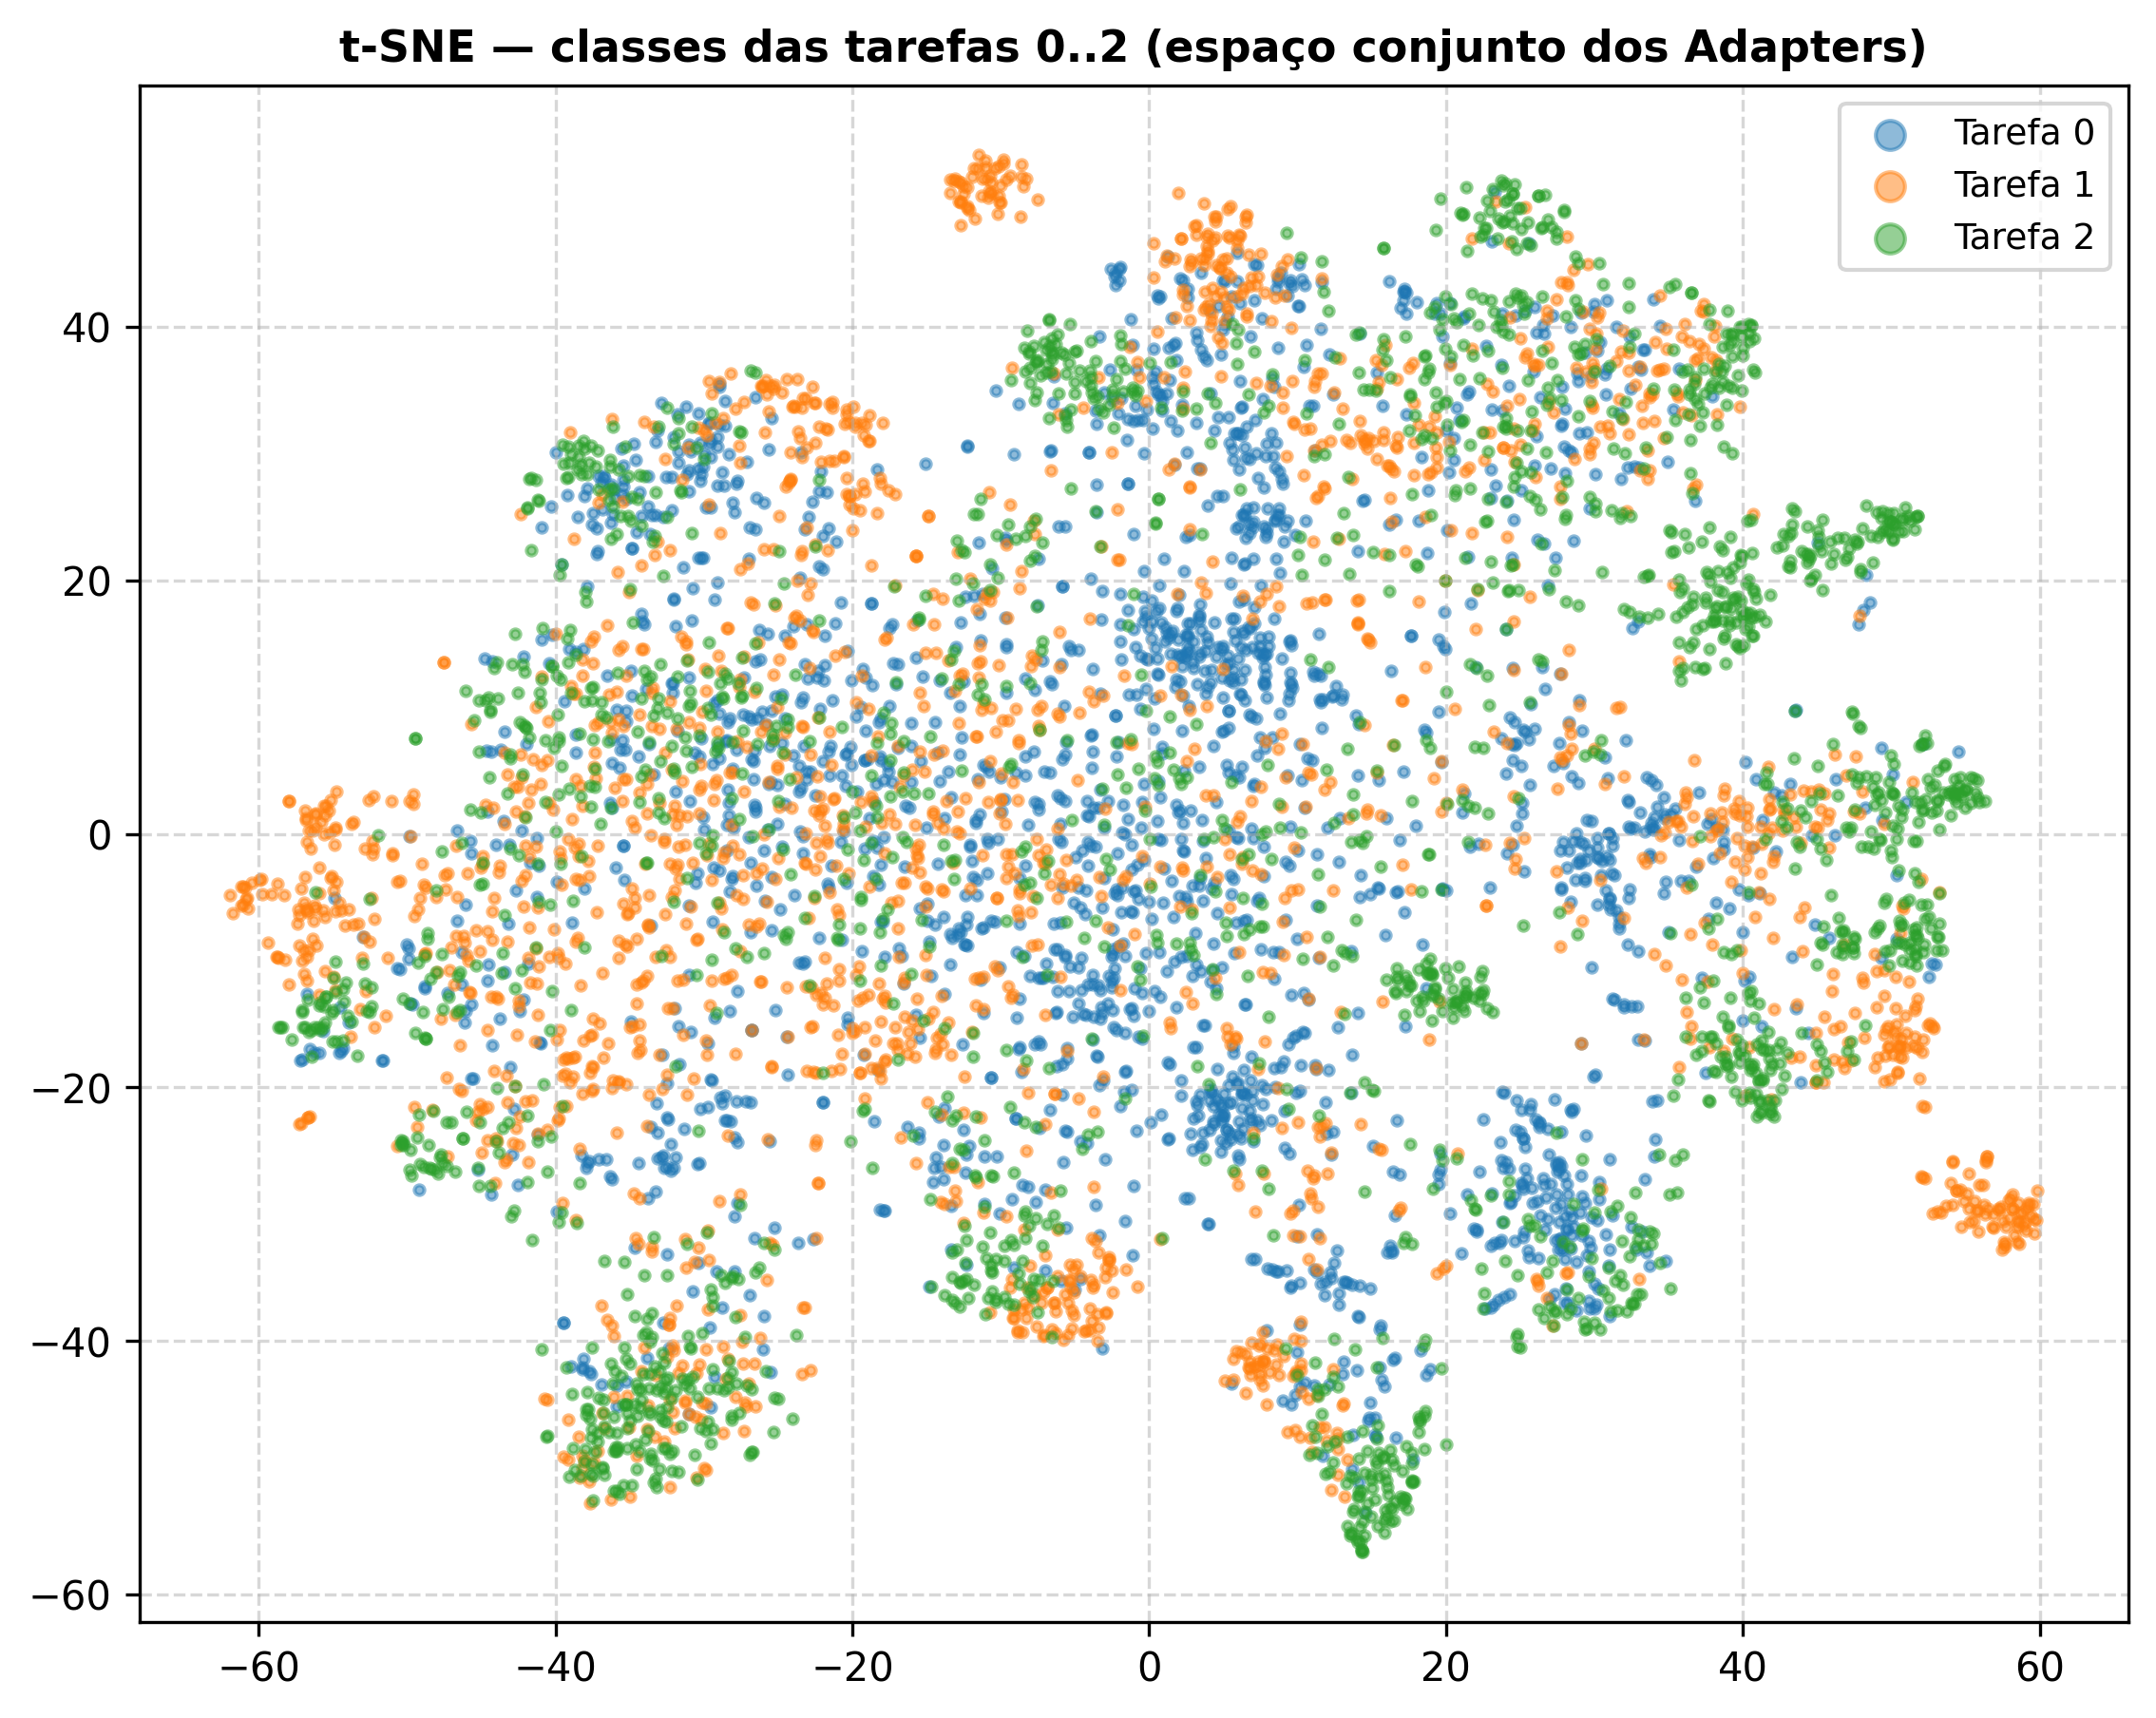 t-SNE — classes das tarefas 0..2 (espaço conjunto dos Adapters)
Tarefa 0
Tarefa 1
Tarefa 2
40
20
0
−20
−40
−60
−60 −40 −20 0 20 40 60